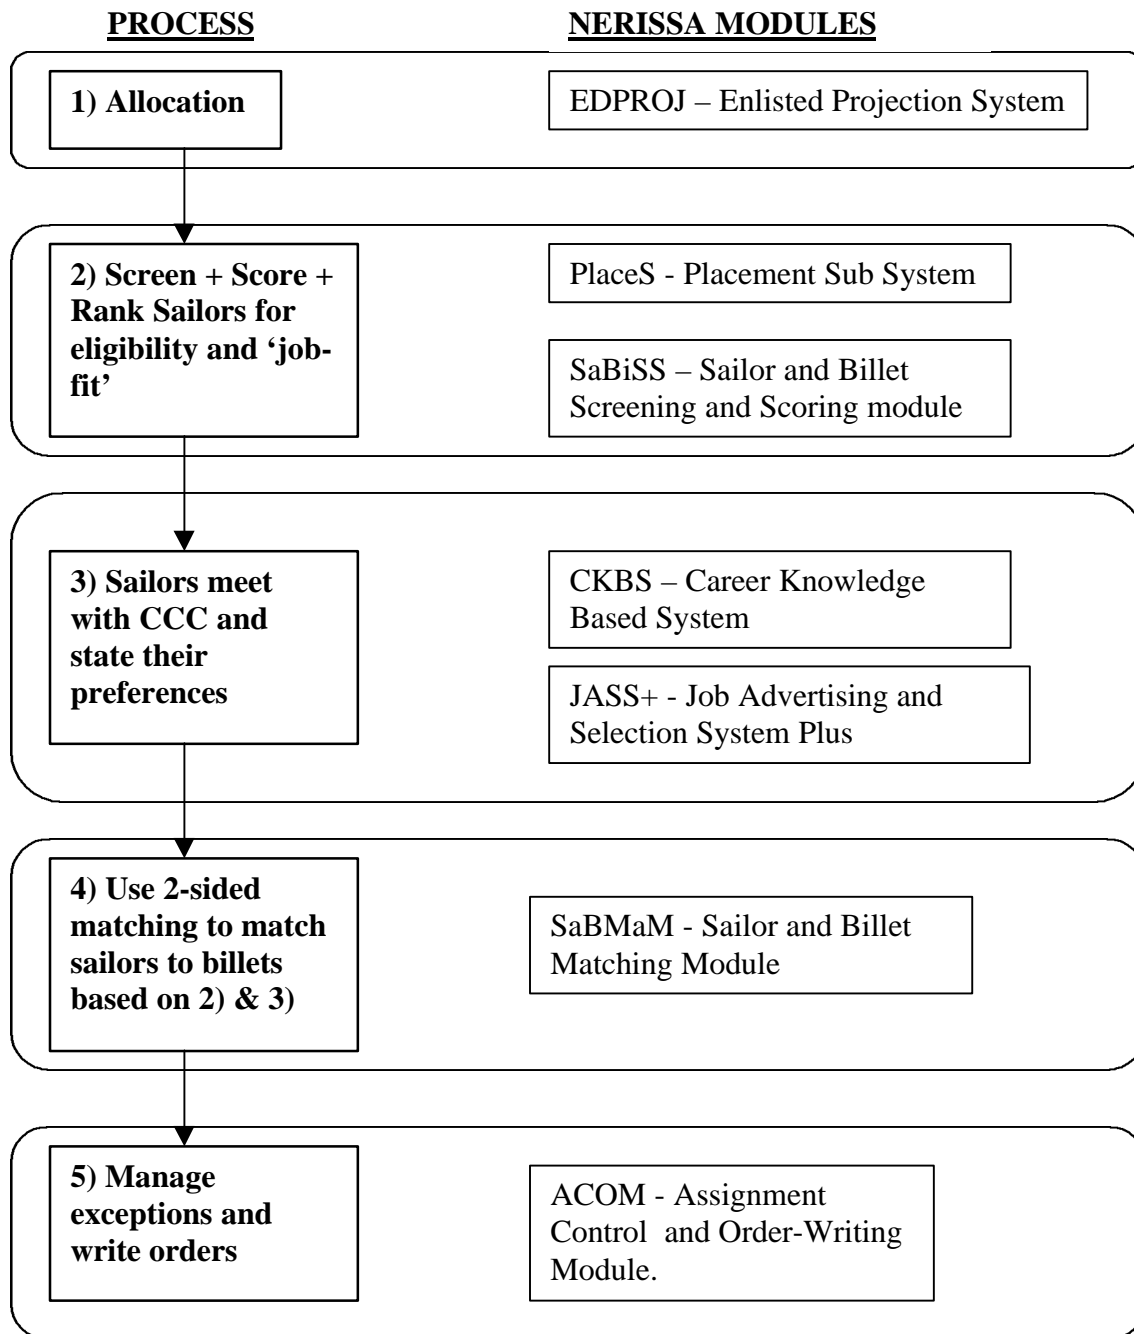 PROCESS
NERISSA MODULES
1) Allocation
EDPROJ – Enlisted Projection System
2) Screen + Score +
Rank Sailors for
eligibility and ‘job-
fit’
PlaceS - Placement Sub System
SaBiSS – Sailor and Billet
Screening and Scoring module
3) Sailors meet
with CCC and
state their
preferences
CKBS – Career Knowledge
Based System
JASS+ - Job Advertising and
Selection System Plus
4) Use 2-sided
matching to match
sailors to billets
based on 2) & 3)
SaBMaM - Sailor and Billet
Matching Module
5) Manage
exceptions and
write orders
ACOM - Assignment
Control  and Order-Writing
Module.